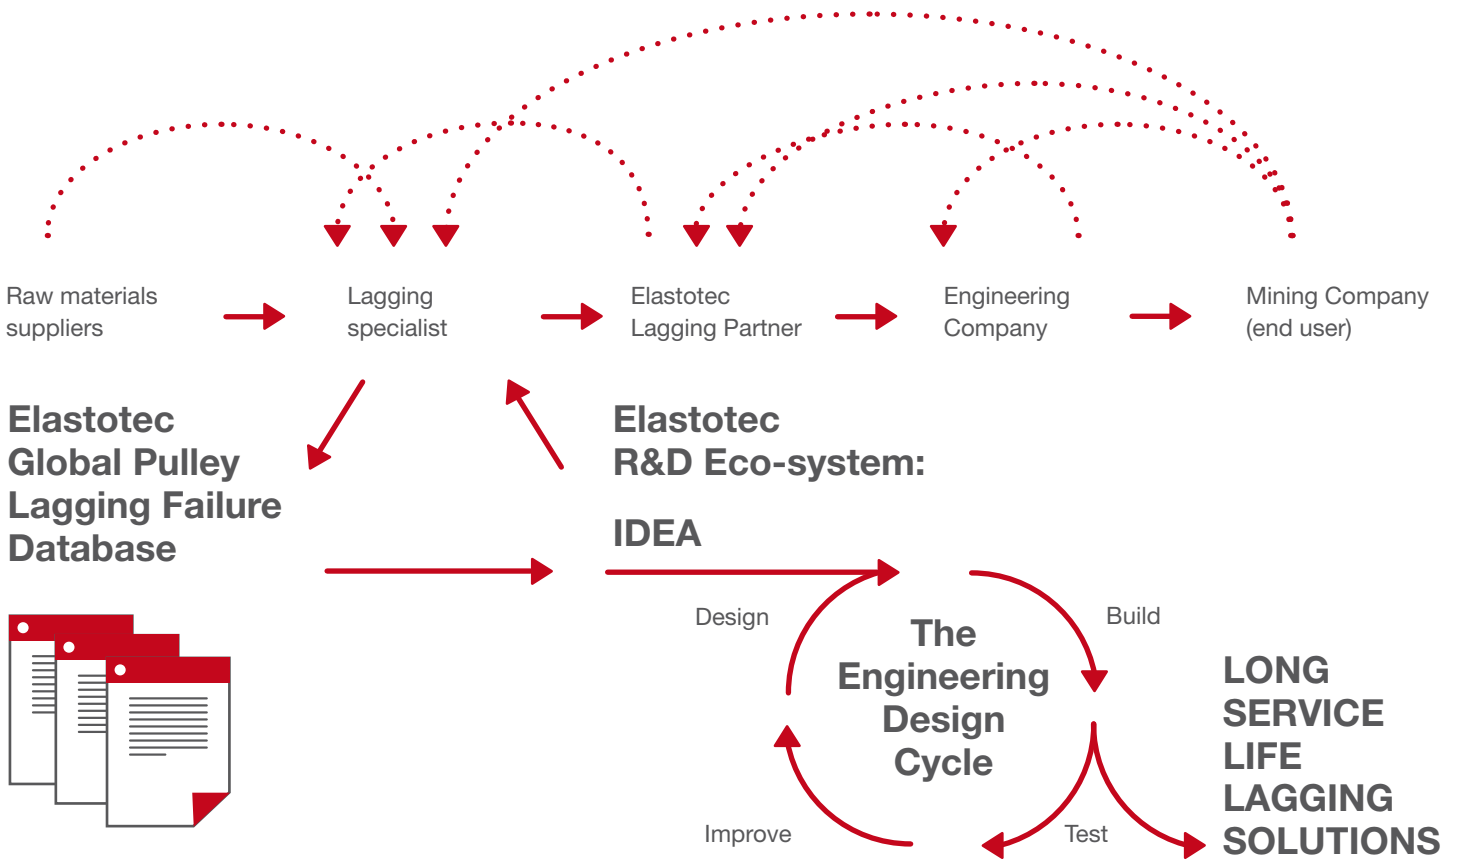 Raw materials
suppliers
Lagging
specialist
Elastotec
Lagging Partner
Engineering
Company
Mining Company
(end user)
Elastotec
Global Pulley
Lagging Failure
Database
Elastotec
R&D Eco-system:
IDEA
Design
Build
The
Engineering
Design
Cycle
Improve
Test
LONG
SERVICE
LIFE
LAGGING
SOLUTIONS